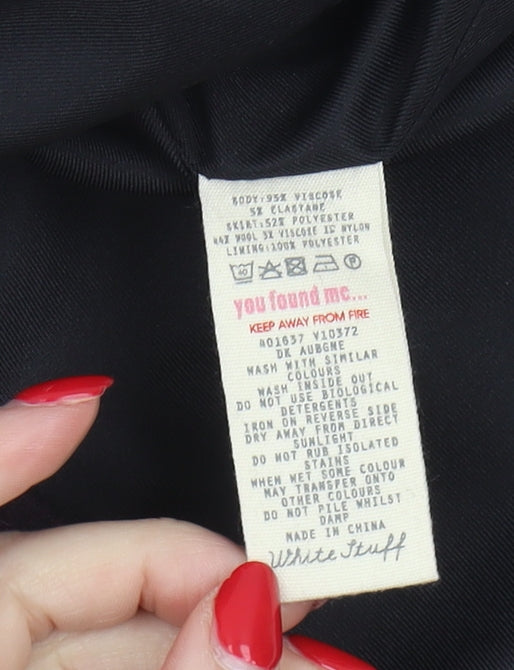 BODY:95% VISCOSE
5% ELASTANE
SKIRT:52% POLYESTER
44% WOOL 3% VISCOSE 1% NYLON
LINING:100% POLYESTER
40 P
you found me...
KEEP AWAY FROM FIRE
401637 V10372
DK AUBGNE
WASH WITH SIMILAR
COLOURS
WASH INSIDE OUT
DO NOT USE BIOLOGICAL
DETERGENTS
IRON ON REVERSE SIDE
DRY AWAY FROM DIRECT
SUNLIGHT
DO NOT RUB ISOLATED
STAINS
WHEN WET SOME COLOUR
MAY TRANSFER ONTO
OTHER COLOURS
DO NOT PILE WHILST
DAMP
MADE IN CHINA
White Stuff